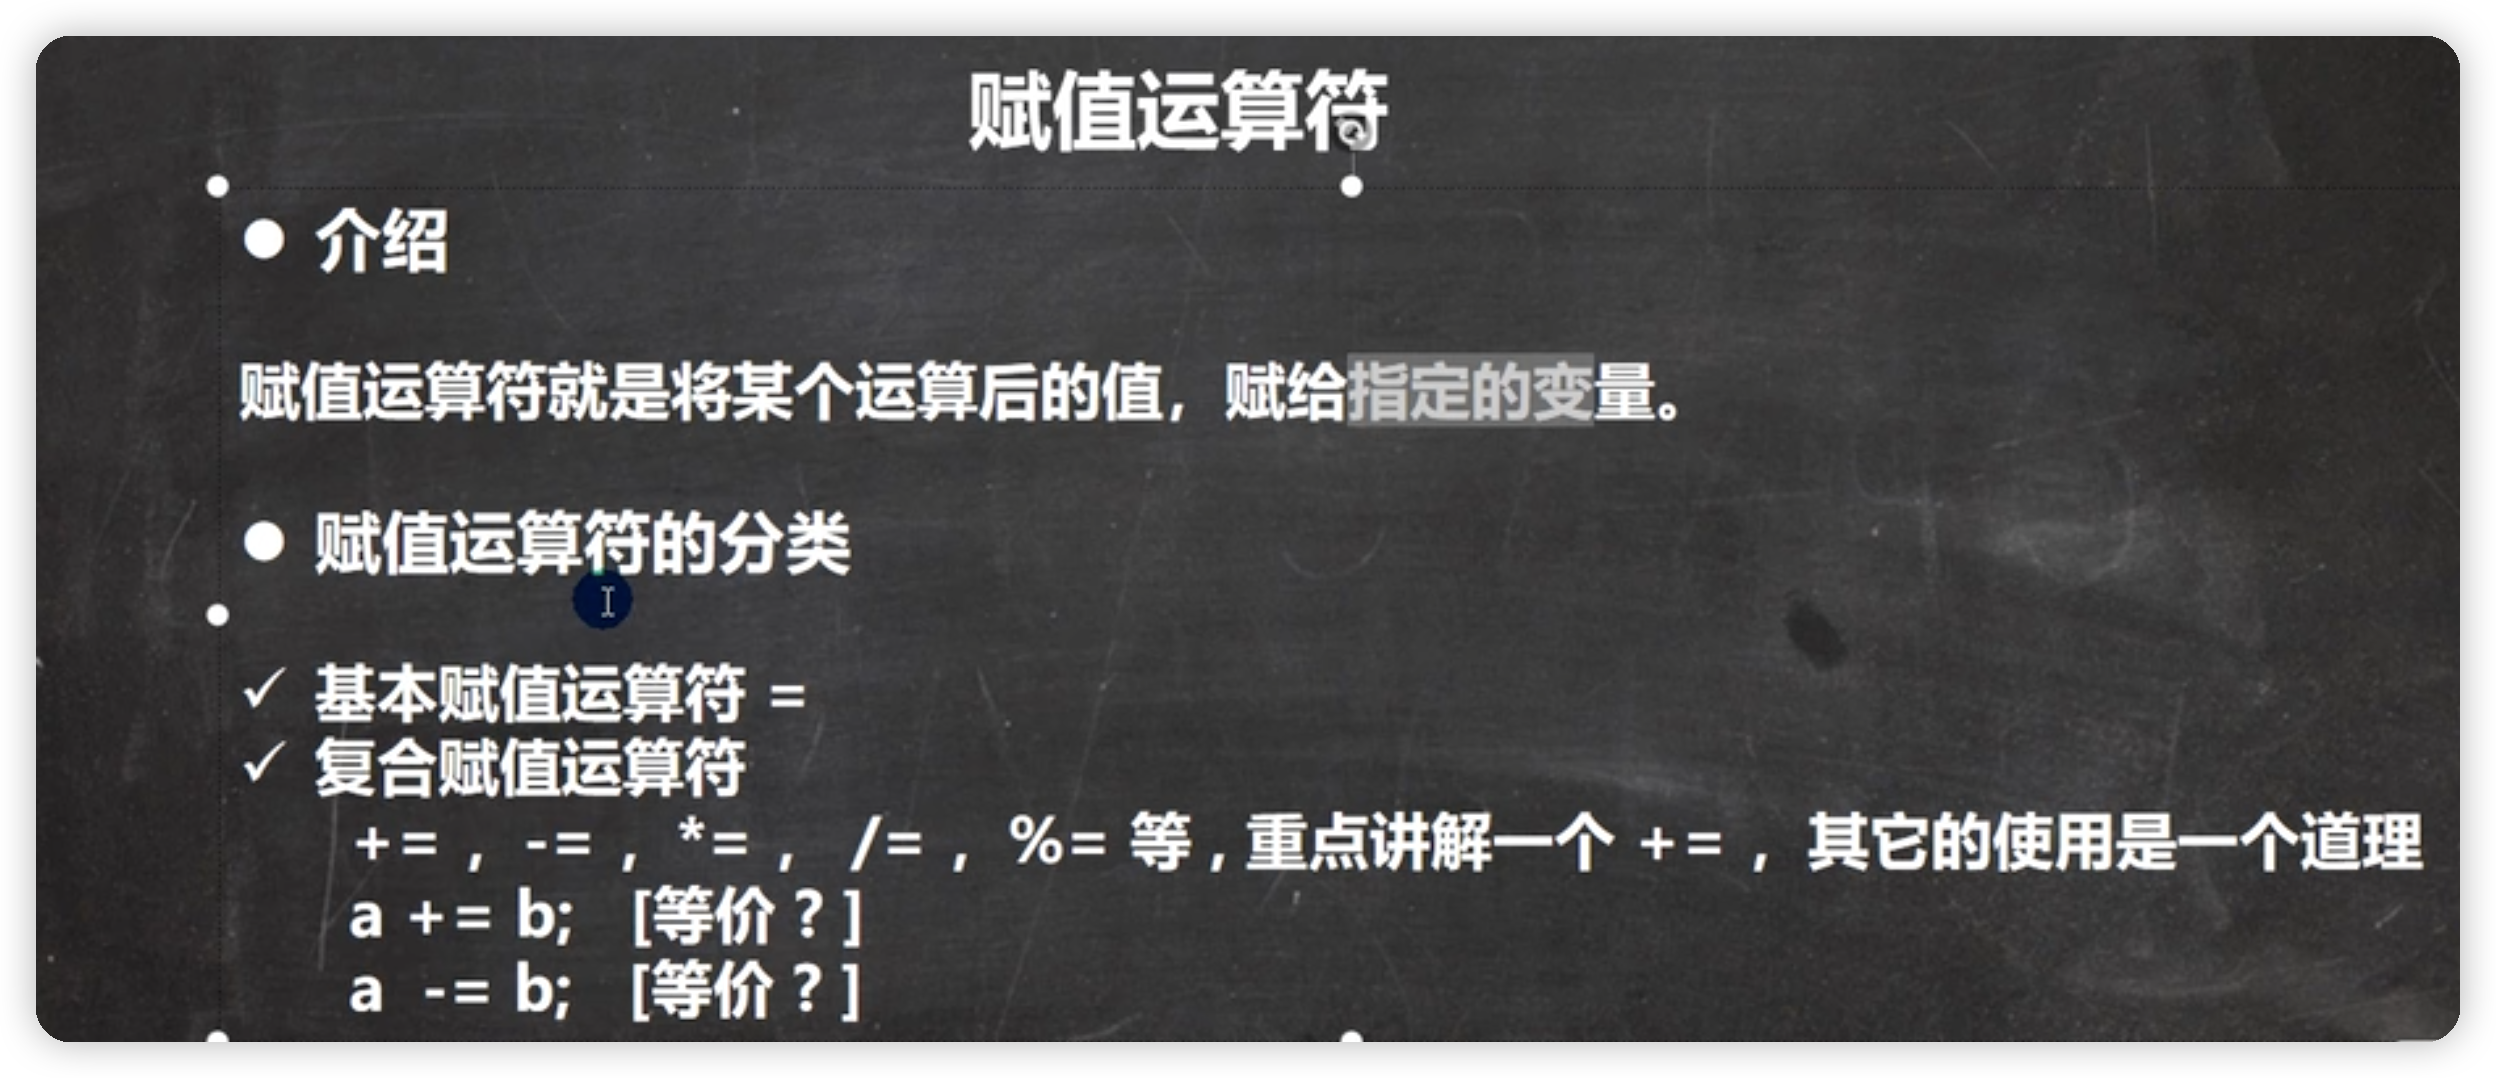 赋值运算符
● 介绍
赋值运算符就是将某个运算后的值，赋给指定的变量。
● 赋值运算符的分类
✓ 基本赋值运算符 =
✓ 复合赋值运算符
+= ， -= ， *= ， /= ， %= 等 , 重点讲解一个 += ， 其它的使用是一个道理
a += b; [等价 ? ]
a -= b; [等价 ? ]